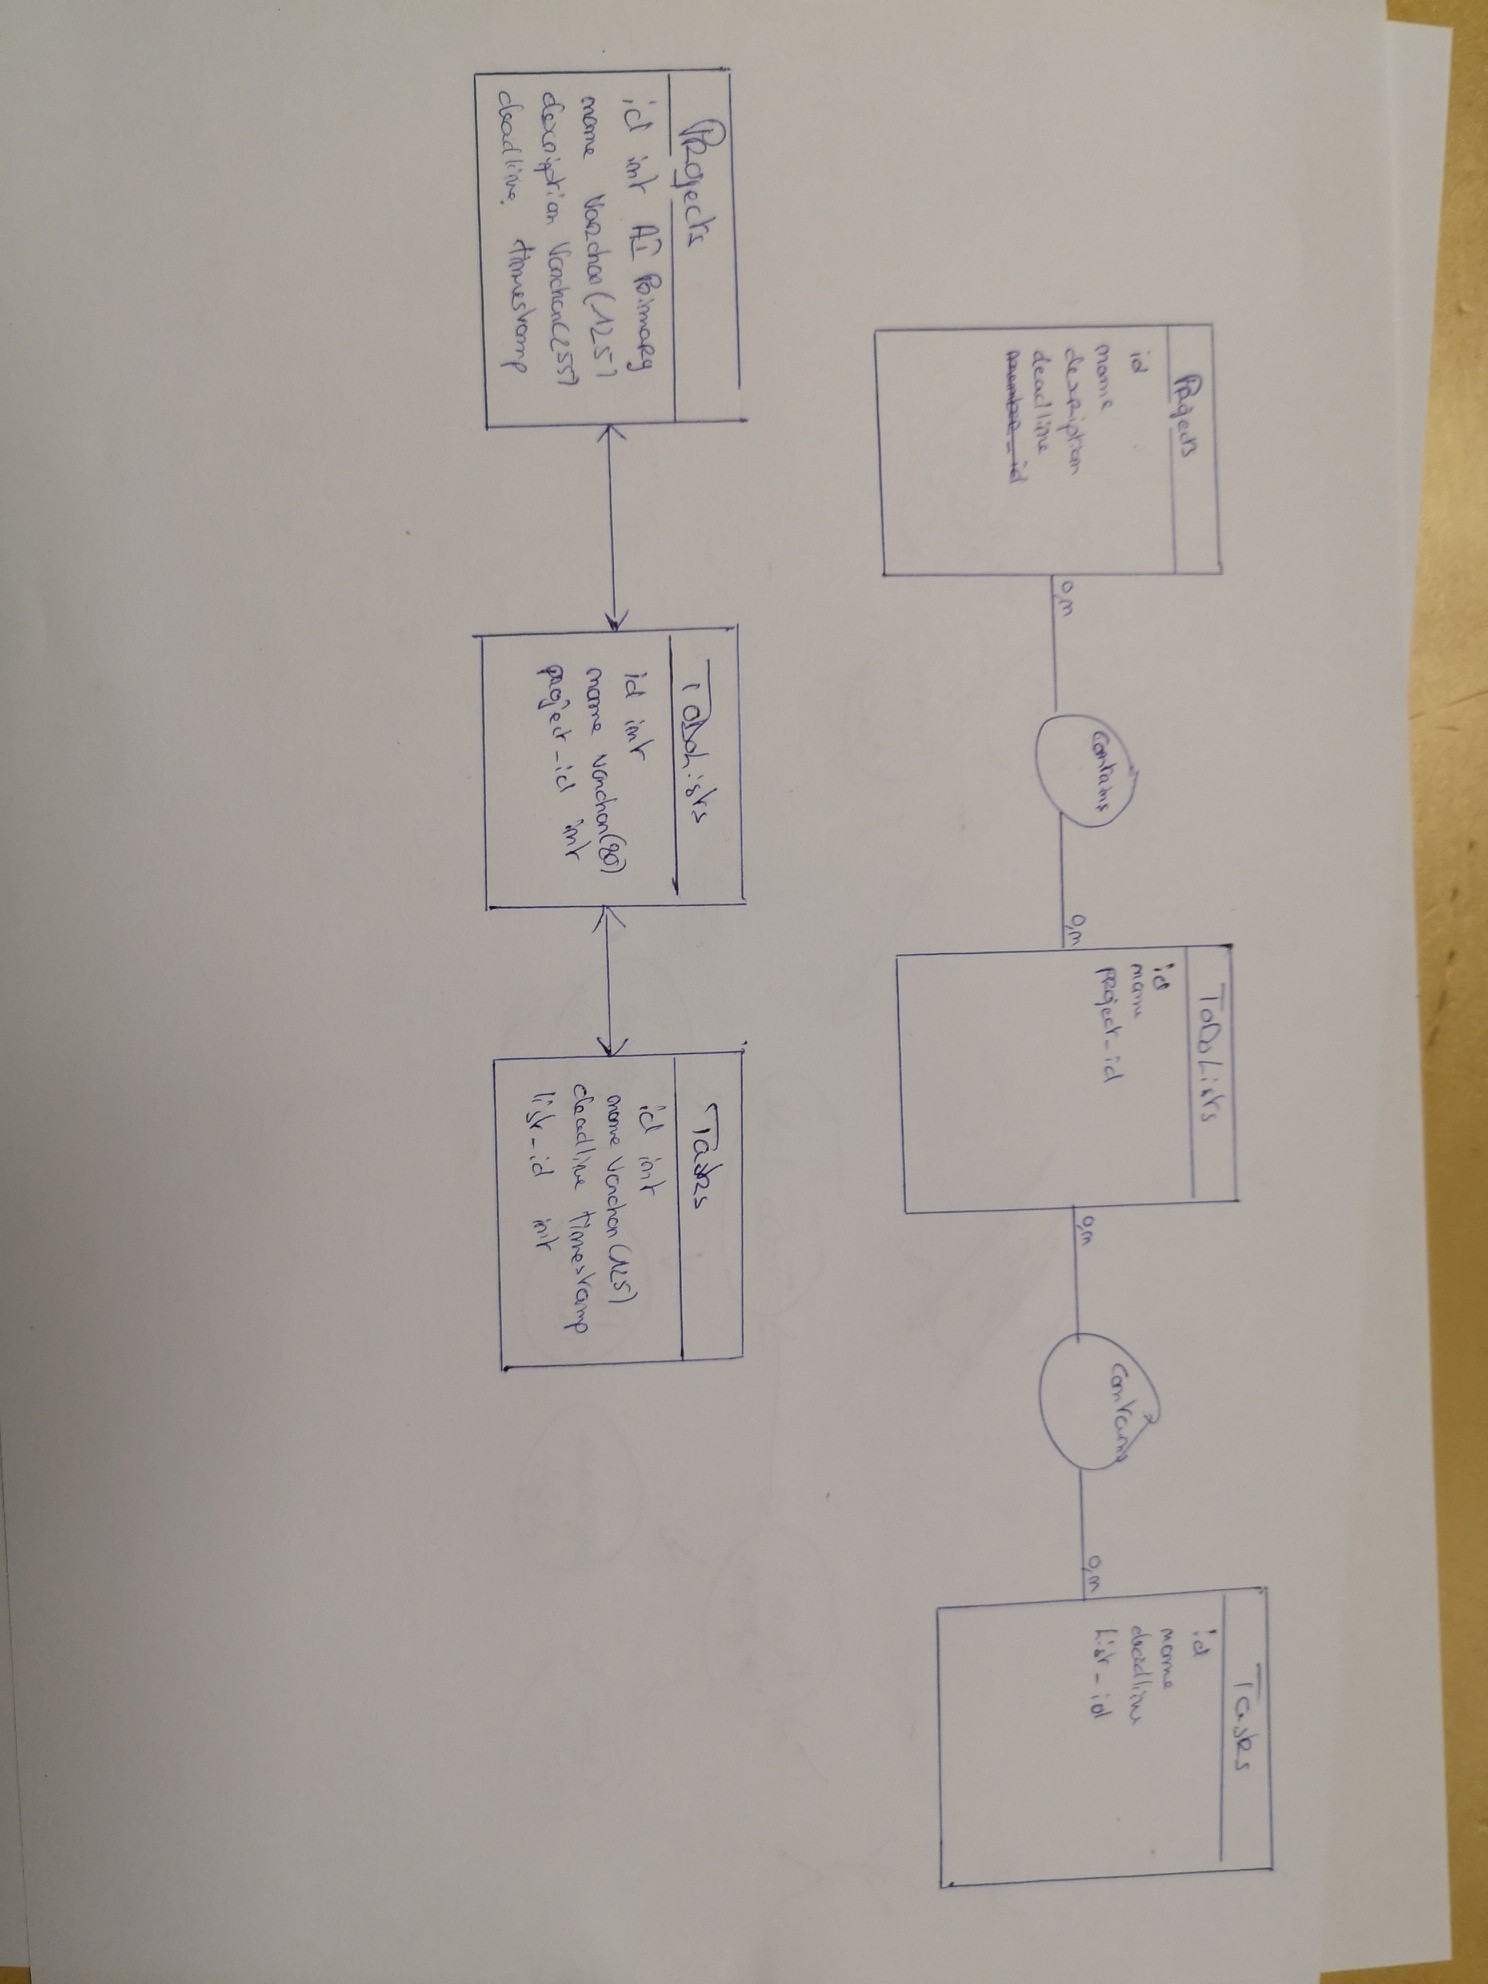 Projects
id
name
description
deadline
0,n
Contains
0,n
ToDoLists
id
name
project_id
0,n
Contains
0,n
Tasks
id
name
deadline
list_id
Projects
id int AI Primary
name Varchar(125)
description Varchar(255)
deadline timestamp
ToDoLists
id int
name varchar(80)
project_id int
Tasks
id int
name Varchar(125)
deadline timestamp
list_id int